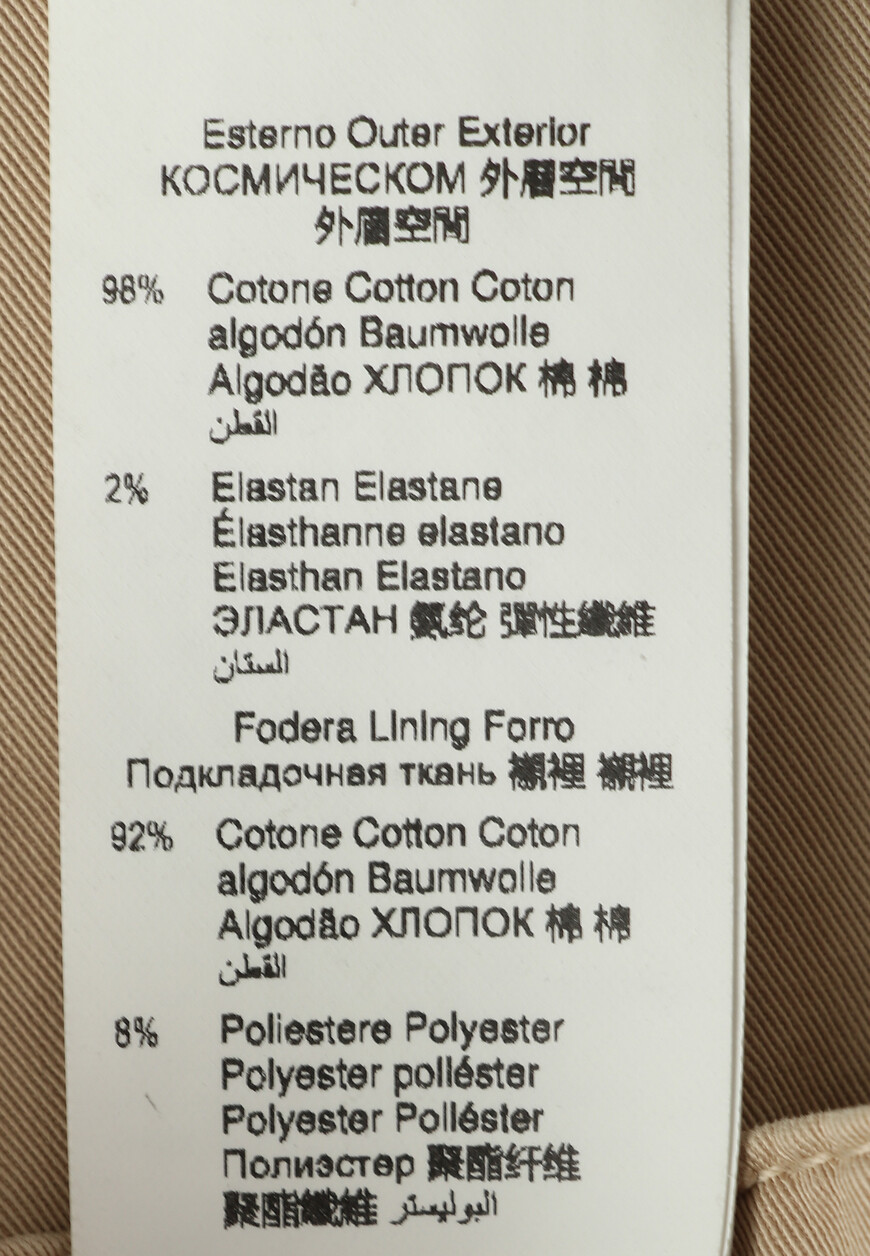 Esterno Outer Exterior
КОСМИЧЕСКОМ 外層空間
外層空間
98% Cotone Cotton Coton
algodón Baumwolle
Algodão ХЛОПОК 棉 棉
القطن
2% Elastan Elastane
Élasthanne elastano
Elasthan Elastano
ЭЛАСТАН 氨纶 彈性纖維
الستان
Fodera Lining Forro
Подкладочная ткань 襯裡 襯裡
92% Cotone Cotton Coton
algodón Baumwolle
Algodão ХЛОПОК 棉 棉
القطن
8% Poliestere Polyester
Polyester poliéster
Polyester Poliéster
Полиэстер 聚酯纤维
聚酯纖維 البوليستر